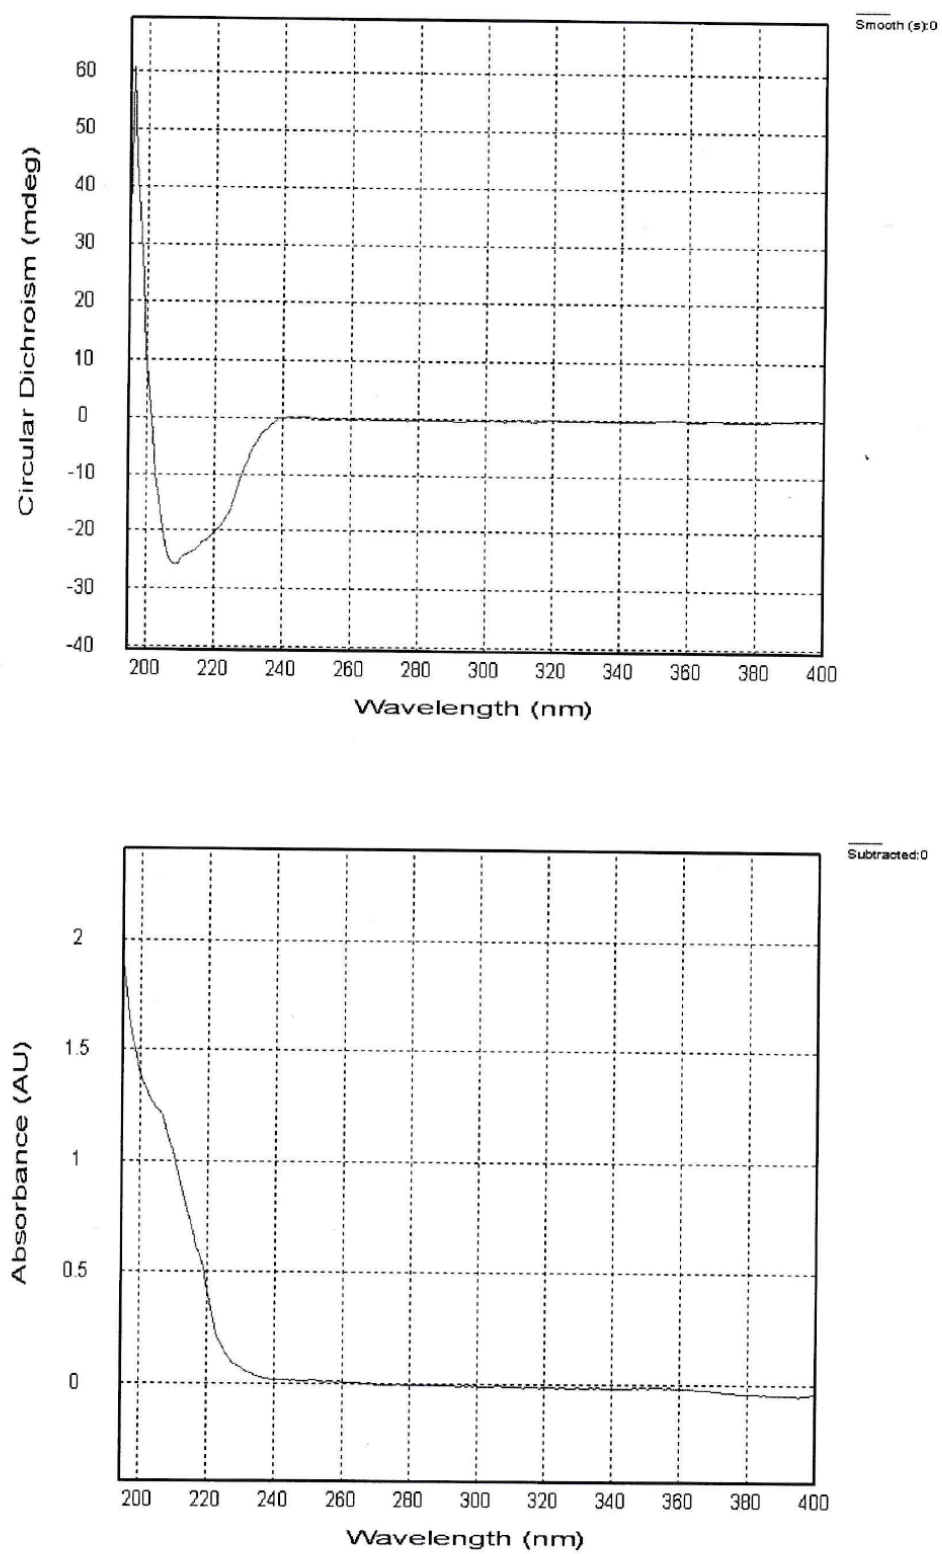 Smooth (s):0
Circular Dichroism (mdeg)
60
50
40
30
20
10
0
-10
-20
-30
-40
200 220 240 260 280 300 320 340 360 380 400
Wavelength (nm)
Subtracted:0
Absorbance (AU)
2
1.5
1
0.5
0
200 220 240 260 280 300 320 340 360 380 400
Wavelength (nm)